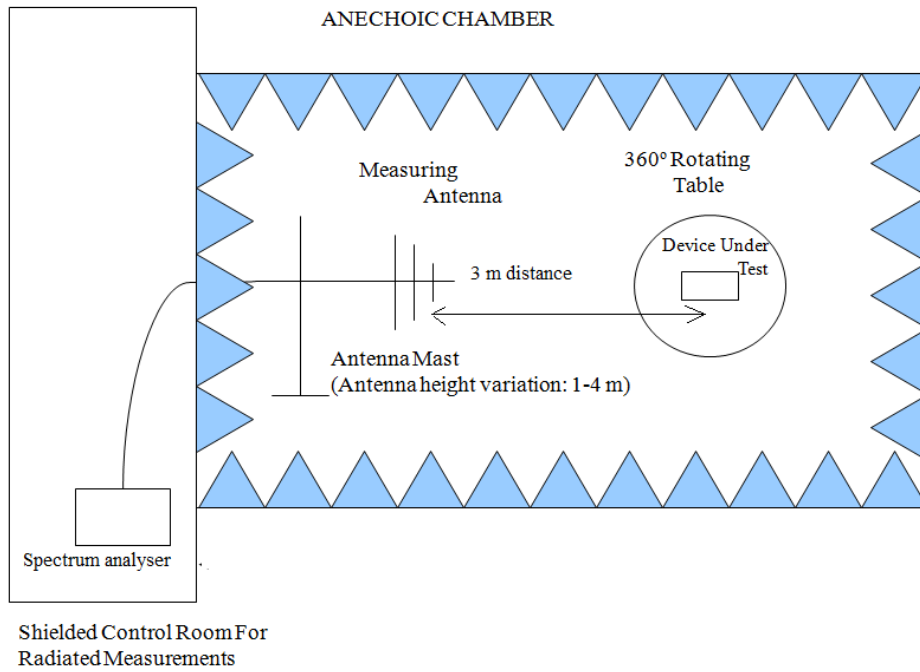 ANECHOIC CHAMBER
Measuring
Antenna
360º Rotating
Table
Device Under
Test
3 m distance
Antenna Mast
(Antenna height variation: 1-4 m)
Spectrum analyser
Shielded Control Room For
Radiated Measurements